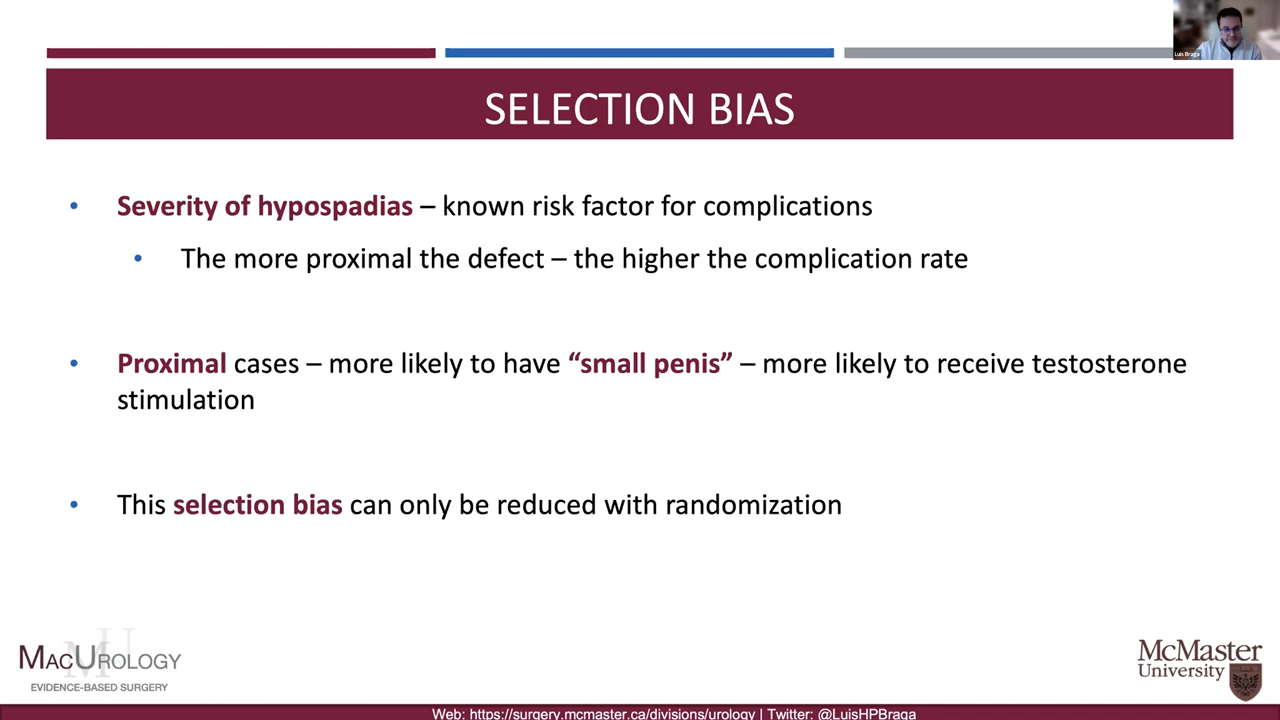 Luis Braga
SELECTION BIAS
• Severity of hypospadias – known risk factor for complications
• The more proximal the defect – the higher the complication rate
• Proximal cases – more likely to have “small penis” – more likely to receive testosterone
stimulation
• This selection bias can only be reduced with randomization
MU
MACUROLOGY
EVIDENCE-BASED SURGERY
McMaster
University
Web: https://surgery.mcmaster.ca/divisions/urology | Twitter: @LuisHPBraga